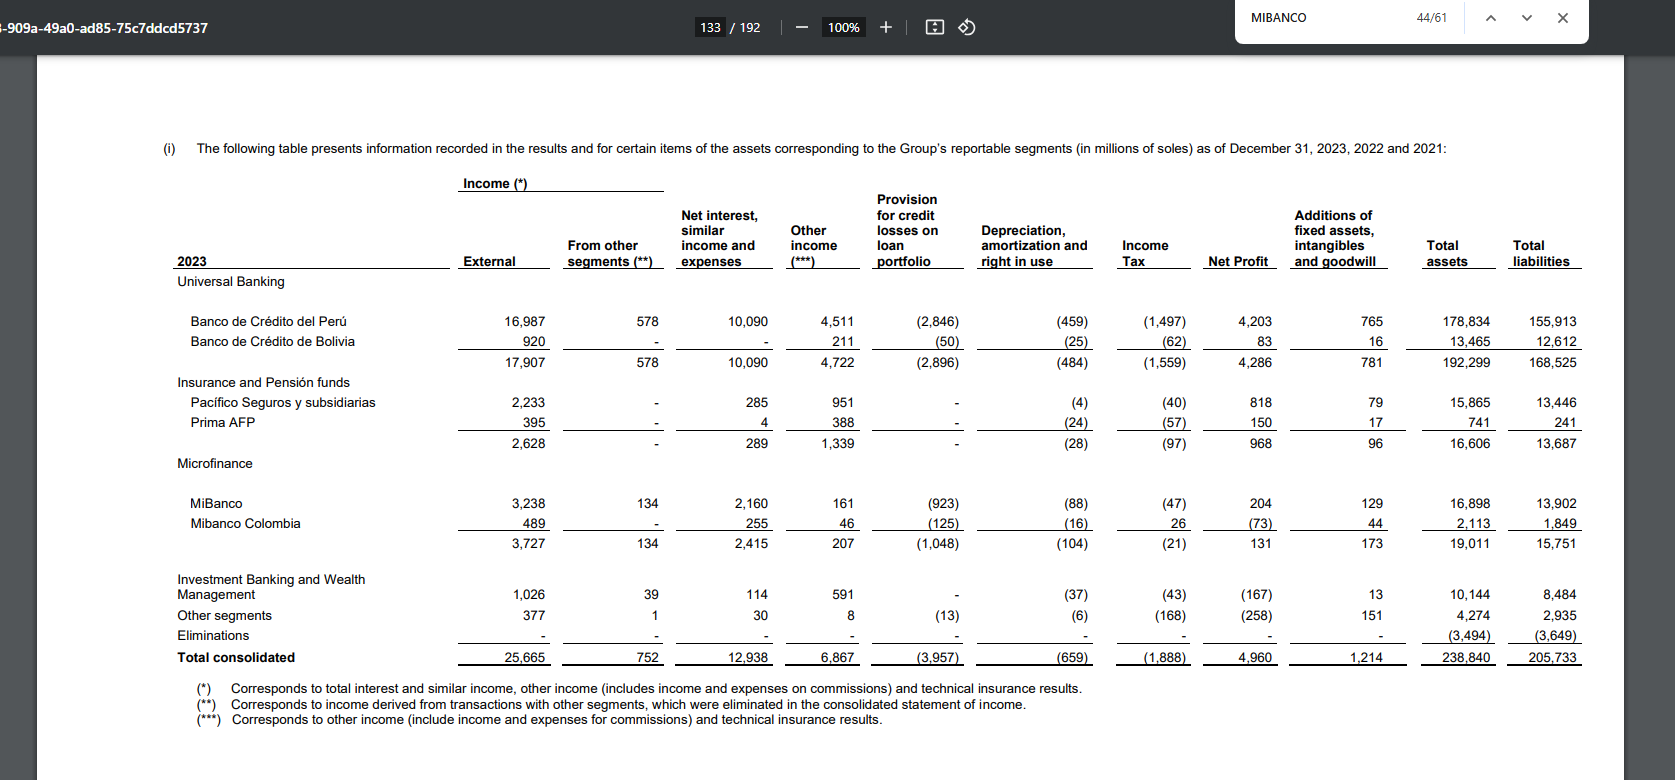 3-909a-49a0-ad85-75c7ddcd5737 133 / 192 100% MIBANCO 44/61
(i) The following table presents information recorded in the results and for certain items of the assets corresponding to the Group's reportable segments (in millions of soles) as of December 31, 2023, 2022 and 2021:
Income (*)
2023 External From other segments (**) Net interest, similar income and expenses Other income (***) Provision for credit losses on loan portfolio Depreciation, amortization and right in use Income Tax Net Profit Additions of fixed assets, intangibles and goodwill Total assets Total liabilities
Universal Banking
Banco de Crédito del Perú 16,987 578 10,090 4,511 (2,846) (459) (1,497) 4,203 765 178,834 155,913
Banco de Crédito de Bolivia 920 - - 211 (50) (25) (62) 83 16 13,465 12,612
17,907 578 10,090 4,722 (2,896) (484) (1,559) 4,286 781 192,299 168,525
Insurance and Pensión funds
Pacífico Seguros y subsidiarias 2,233 - 285 951 - (4) (40) 818 79 15,865 13,446
Prima AFP 395 - 4 388 - (24) (57) 150 17 741 241
2,628 - 289 1,339 - (28) (97) 968 96 16,606 13,687
Microfinance
MiBanco 3,238 134 2,160 161 (923) (88) (47) 204 129 16,898 13,902
Mibanco Colombia 489 - 255 46 (125) (16) 26 (73) 44 2,113 1,849
3,727 134 2,415 207 (1,048) (104) (21) 131 173 19,011 15,751
Investment Banking and Wealth
Management 1,026 39 114 591 - (37) (43) (167) 13 10,144 8,484
Other segments 377 1 30 8 (13) (6) (168) (258) 151 4,274 2,935
Eliminations - - - - - - - - - (3,494) (3,649)
Total consolidated 25,665 752 12,938 6,867 (3,957) (659) (1,888) 4,960 1,214 238,840 205,733
(*) Corresponds to total interest and similar income, other income (includes income and expenses on commissions) and technical insurance results.
(**) Corresponds to income derived from transactions with other segments, which were eliminated in the consolidated statement of income.
(***) Corresponds to other income (include income and expenses for commissions) and technical insurance results.